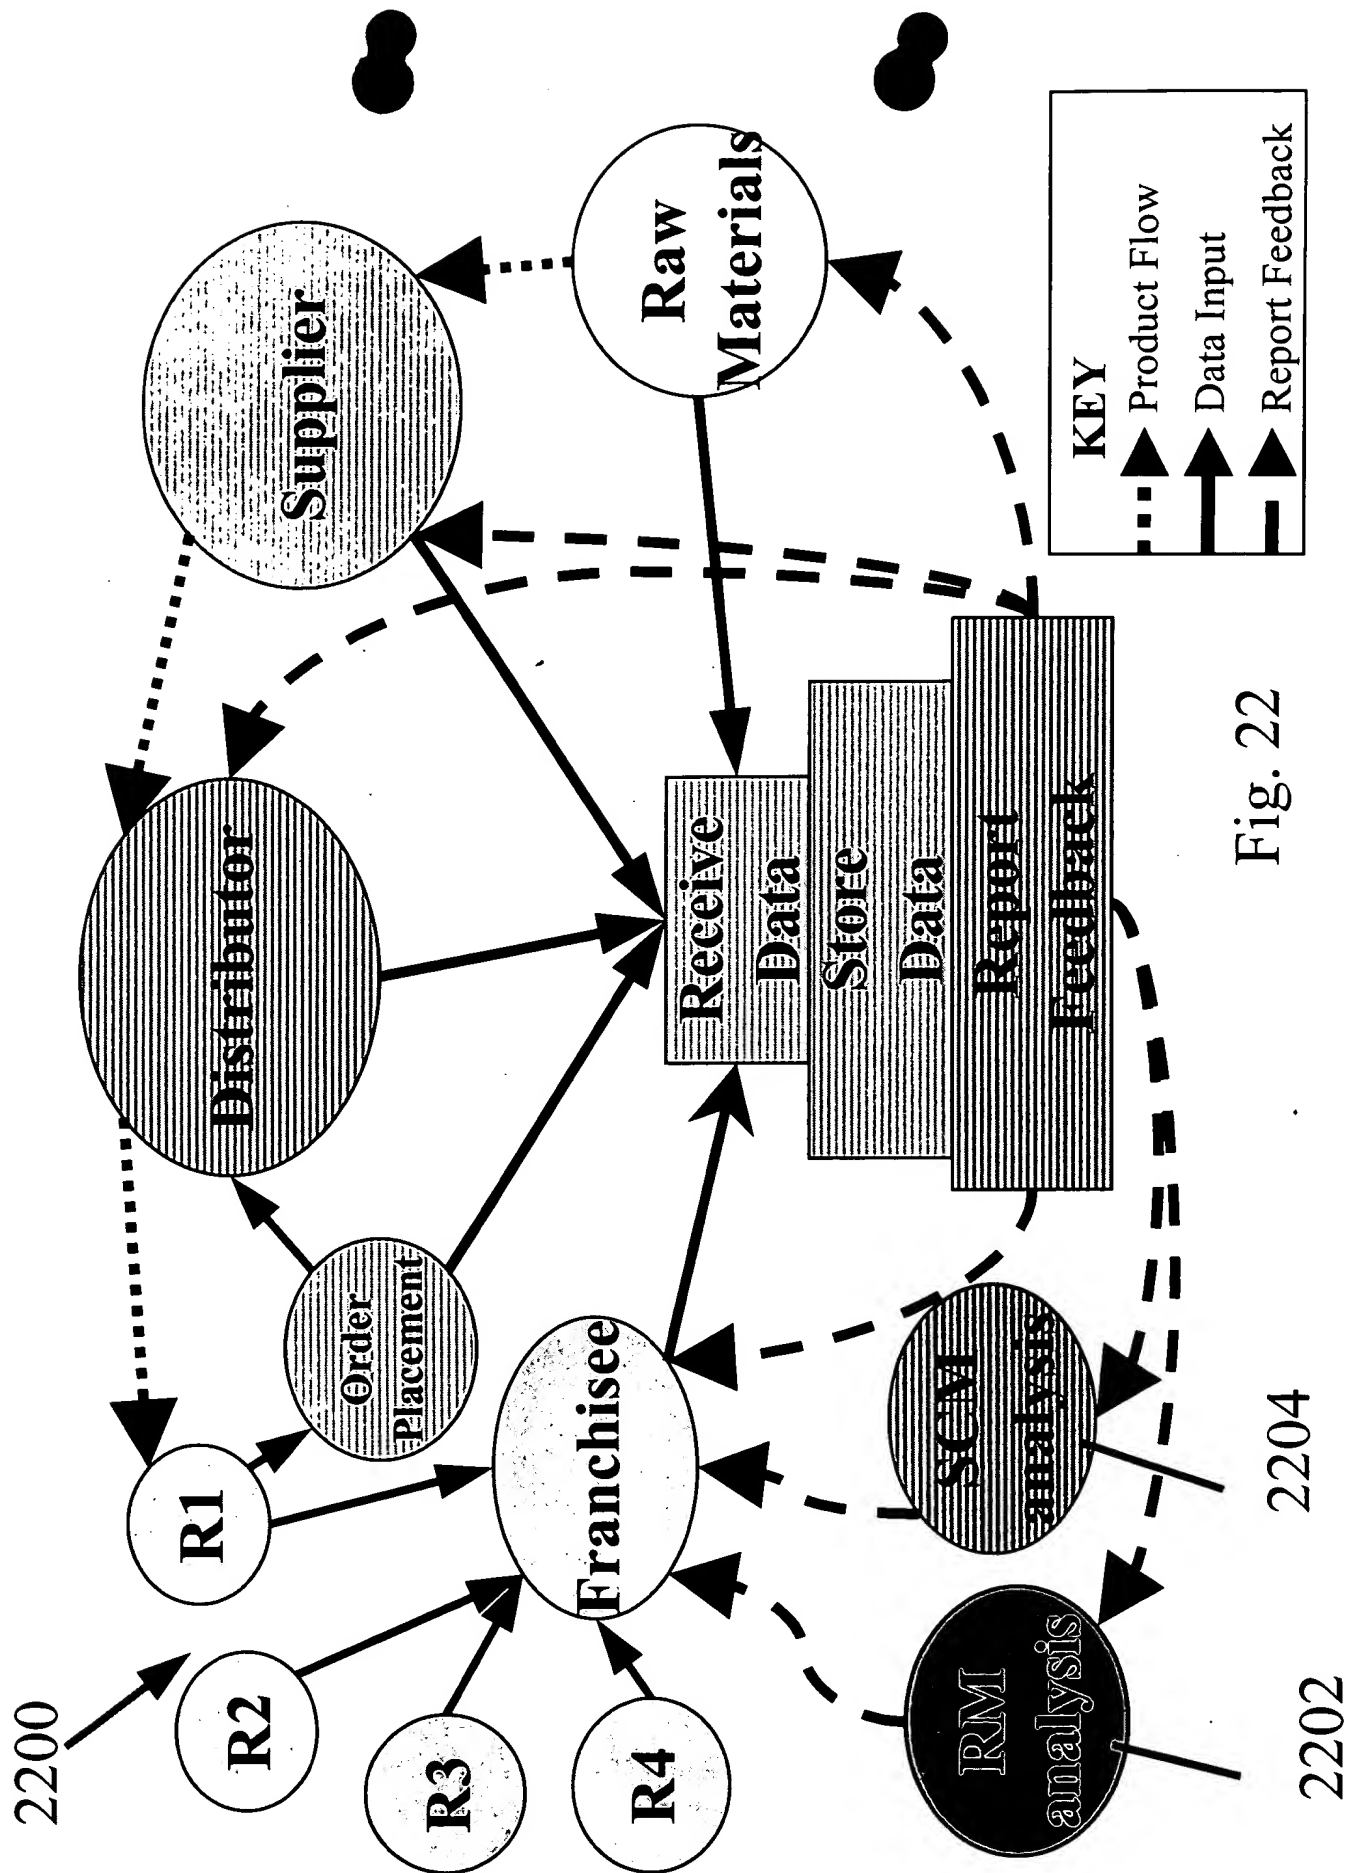 2200
R1
R2
R3
R4
Order
Placement
Distributor
Supplier
Franchisee
Raw
Materials
Receive
Data
Store
Data
Report
Feedback
RM
analysis
SCM
analysis
2202
2204
KEY
Product Flow
Data Input
Report Feedback
Fig. 22